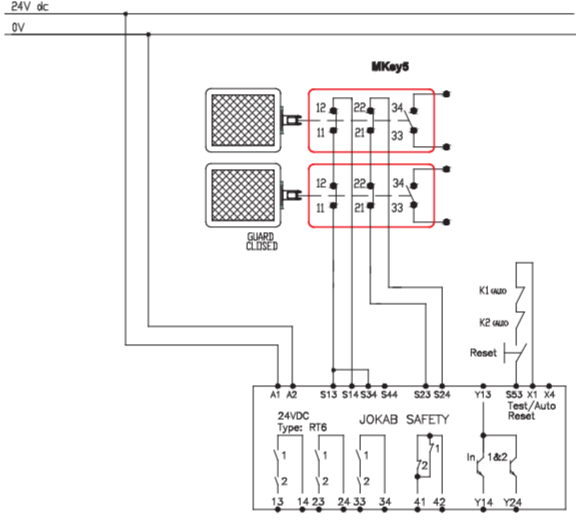 24V dc
0V
MKey5
12 22 34
11 21 33
12 22 34
11 21 33
GUARD
CLOSED
K1 (AUX)
K2 (AUX)
Reset
A1 A2 S13 S14 S34 S44 S23 S24 Y13 S53 X1 X4
Test/Auto
Reset
24VDC
Type: RT6
JOKAB SAFETY
1 1 1 1
2 2 2 2
In 1&2
13 14 23 24 33 34 41 42 Y14 Y24